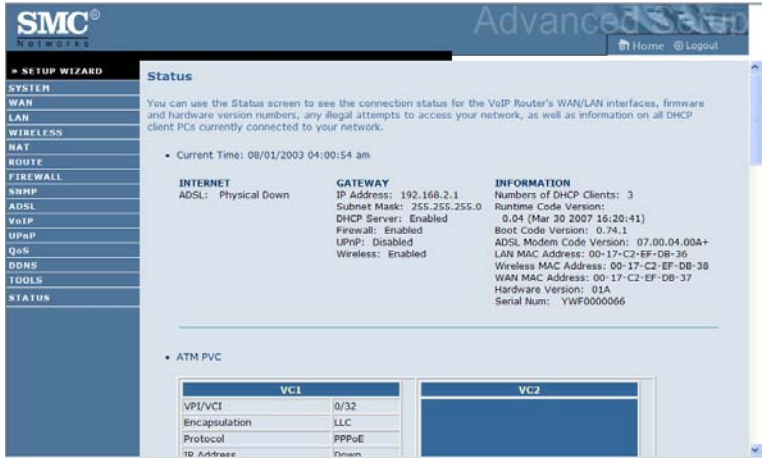 SMC®
Networks
Advanced Setup
Home Logout
» SETUP WIZARD
SYSTEM
WAN
LAN
WIRELESS
NAT
ROUTE
FIREWALL
SNMP
ADSL
VoIP
UPnP
QoS
DDNS
TOOLS
STATUS
Status
You can use the Status screen to see the connection status for the VoIP Router's WAN/LAN interfaces, firmware
and hardware version numbers, any illegal attempts to access your network, as well as information on all DHCP
client PCs currently connected to your network.
• Current Time: 08/01/2003 04:00:54 am
INTERNET
ADSL: Physical Down
GATEWAY
IP Address: 192.168.2.1
Subnet Mask: 255.255.255.0
DHCP Server: Enabled
Firewall: Enabled
UPnP: Disabled
Wireless: Enabled
INFORMATION
Numbers of DHCP Clients: 3
Runtime Code Version:
0.04 (Mar 30 2007 16:20:41)
Boot Code Version: 0.74.1
ADSL Modem Code Version: 07.00.04.00A+
LAN MAC Address: 00-17-C2-EF-DB-36
Wireless MAC Address: 00-17-C2-EF-DB-38
WAN MAC Address: 00-17-C2-EF-DB-37
Hardware Version: 01A
Serial Num: YWF0000066
• ATM PVC
VC1
VPI/VCI 0/32
Encapsulation LLC
Protocol PPPoE
IP Address Down
VC2